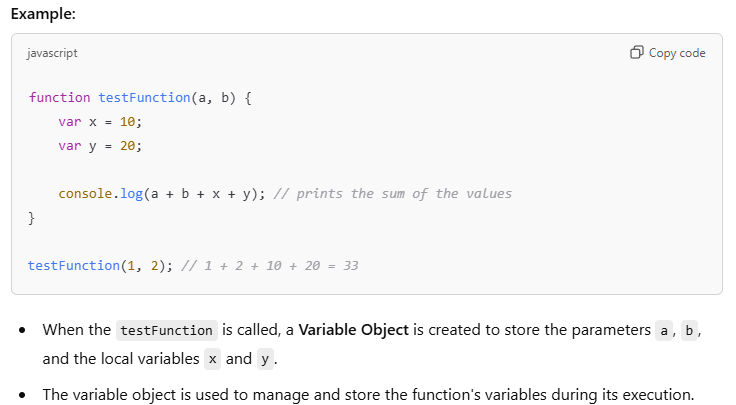 Example:
javascript
Copy code
function testFunction(a, b) {
    var x = 10;
    var y = 20;
    console.log(a + b + x + y); // prints the sum of the values
}
testFunction(1, 2); // 1 + 2 + 10 + 20 = 33
• When the testFunction is called, a Variable Object is created to store the parameters a, b,
and the local variables x and y.
• The variable object is used to manage and store the function's variables during its execution.